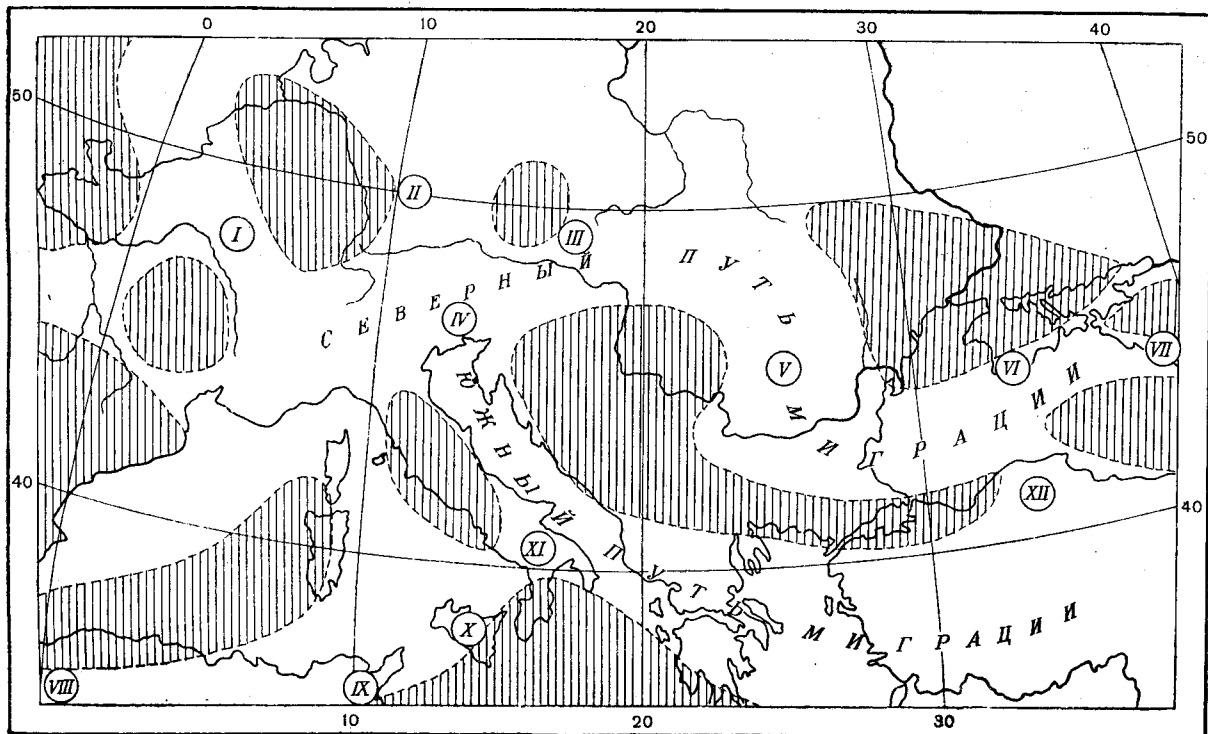 0 10 20 30 40
50 50
I
II
III
IV
V
VI
VII
СЕВЕРНЫЙ ПУТЬ МИГРАЦИИ
ЮЖНЫЙ ПУТЬ МИГРАЦИИ
40 40
VIII
IX
X
XI
XII
10 20 30